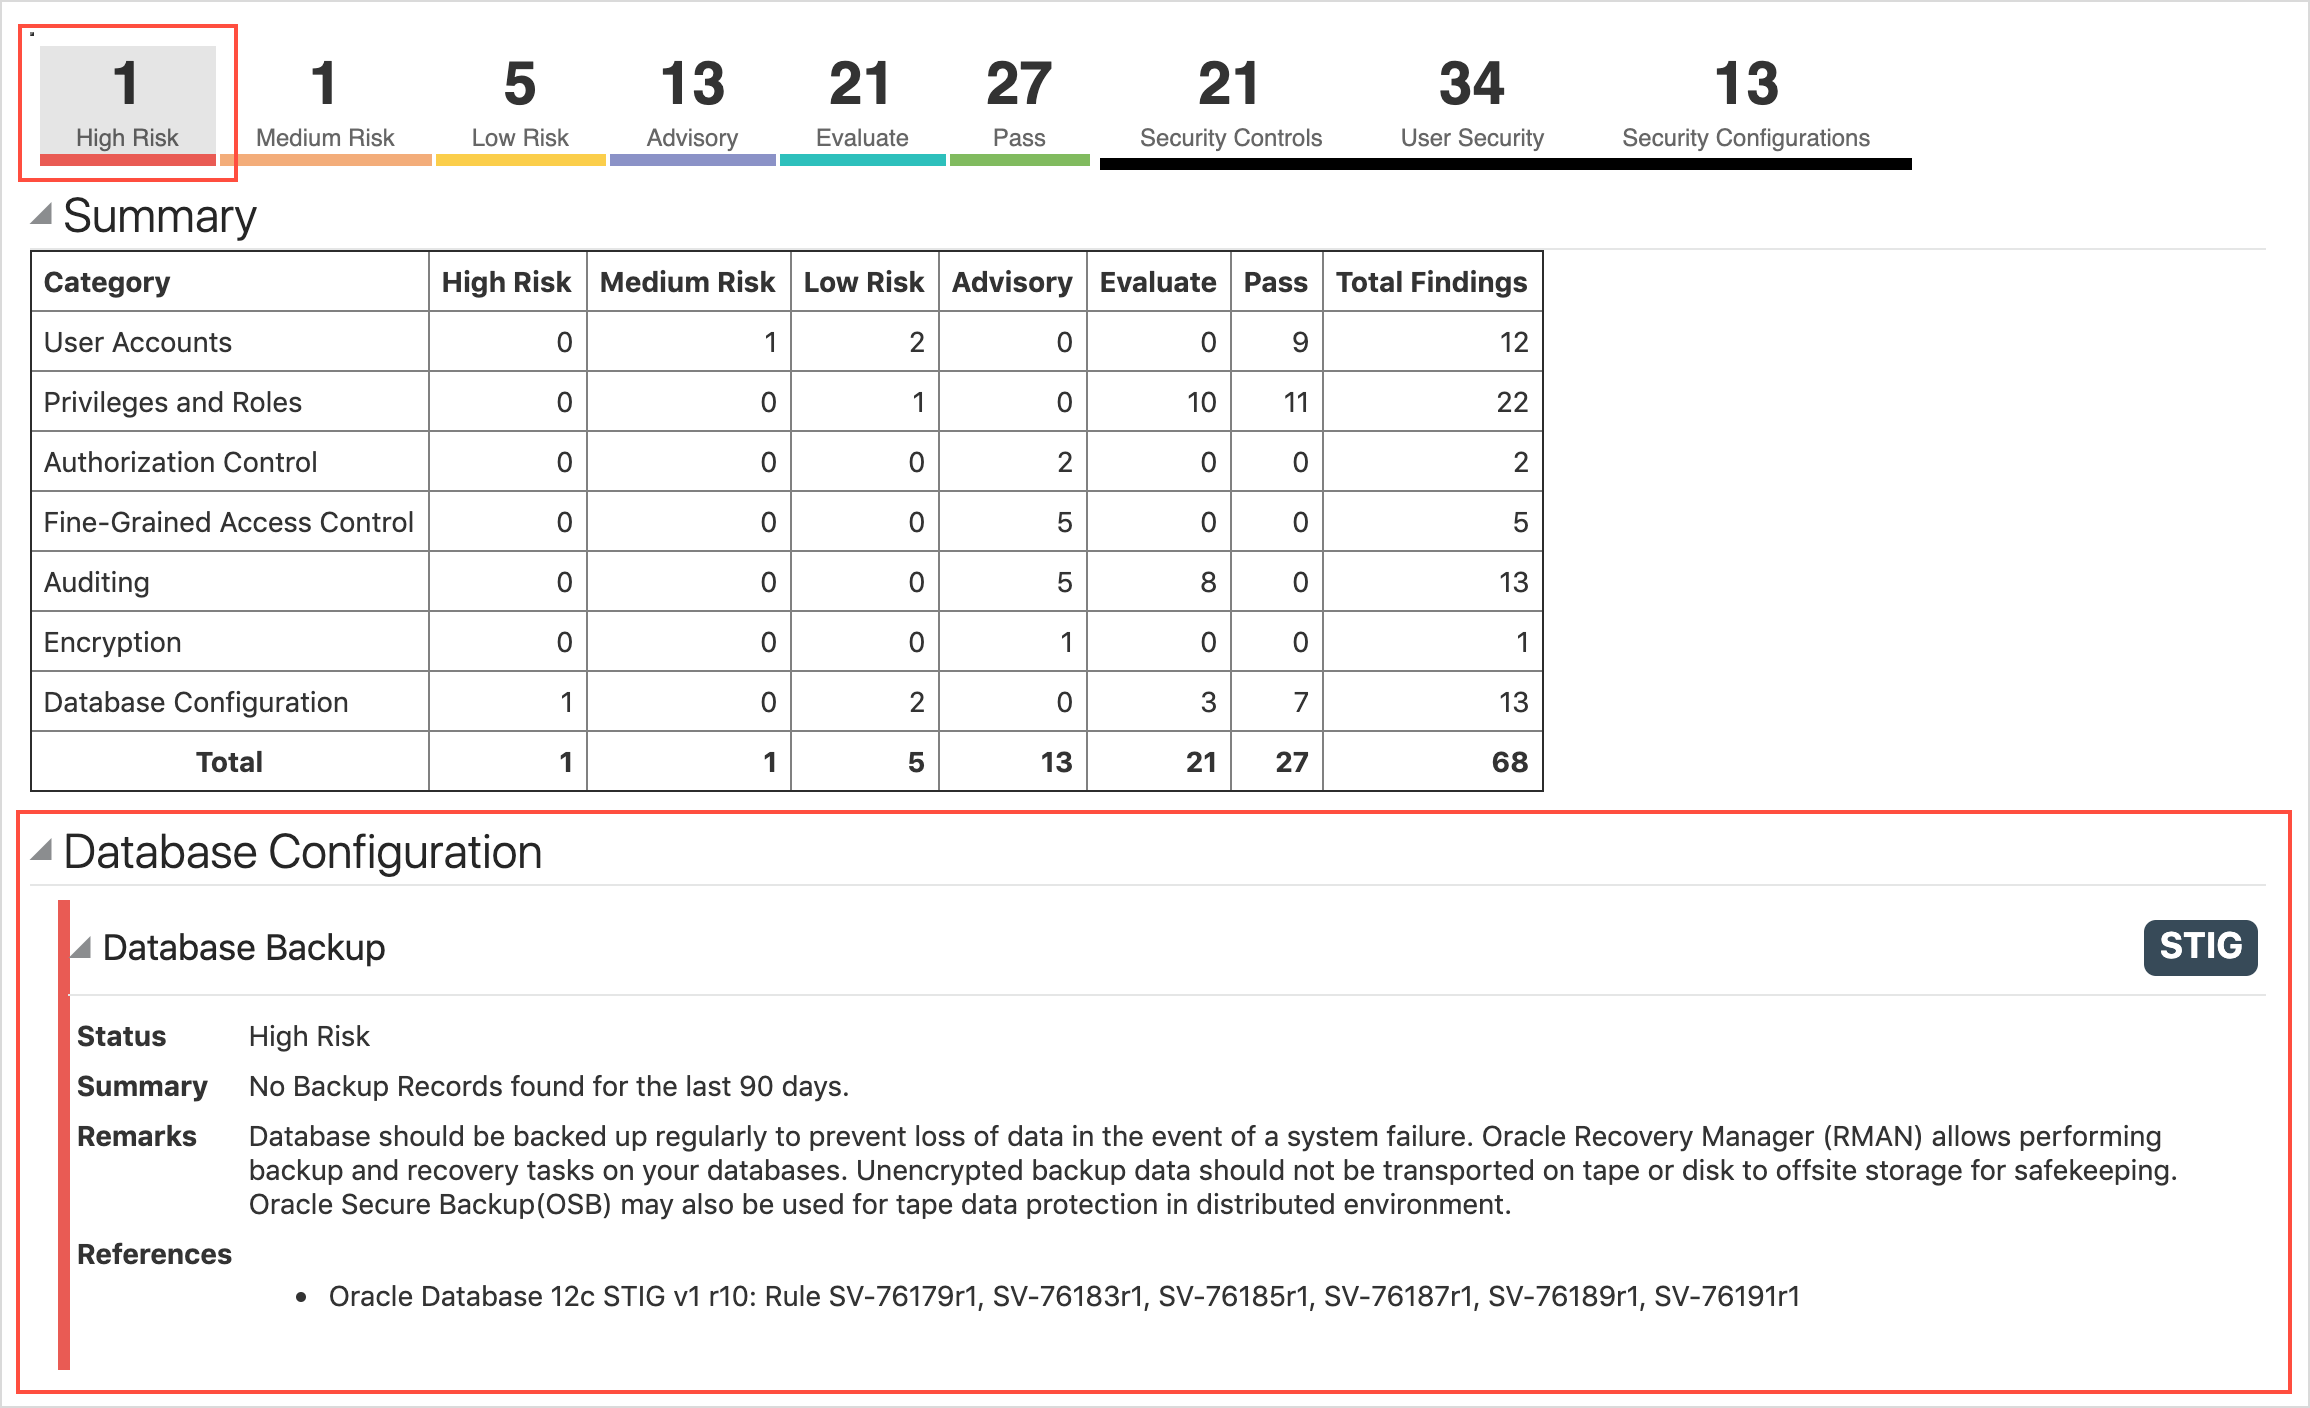 1 1 5 13 21 27 21 34 13
High Risk Medium Risk Low Risk Advisory Evaluate Pass Security Controls User Security Security Configurations
Summary
Category High Risk Medium Risk Low Risk Advisory Evaluate Pass Total Findings
User Accounts 0 1 2 0 0 9 12
Privileges and Roles 0 0 1 0 10 11 22
Authorization Control 0 0 0 2 0 0 2
Fine-Grained Access Control 0 0 0 5 0 0 5
Auditing 0 0 0 5 8 0 13
Encryption 0 0 0 1 0 0 1
Database Configuration 1 0 2 0 3 7 13
Total 1 1 5 13 21 27 68
Database Configuration
Database Backup STIG
Status High Risk
Summary No Backup Records found for the last 90 days.
Remarks Database should be backed up regularly to prevent loss of data in the event of a system failure. Oracle Recovery Manager (RMAN) allows performing
backup and recovery tasks on your databases. Unencrypted backup data should not be transported on tape or disk to offsite storage for safekeeping.
Oracle Secure Backup(OSB) may also be used for tape data protection in distributed environment.
References
• Oracle Database 12c STIG v1 r10: Rule SV-76179r1, SV-76183r1, SV-76185r1, SV-76187r1, SV-76189r1, SV-76191r1